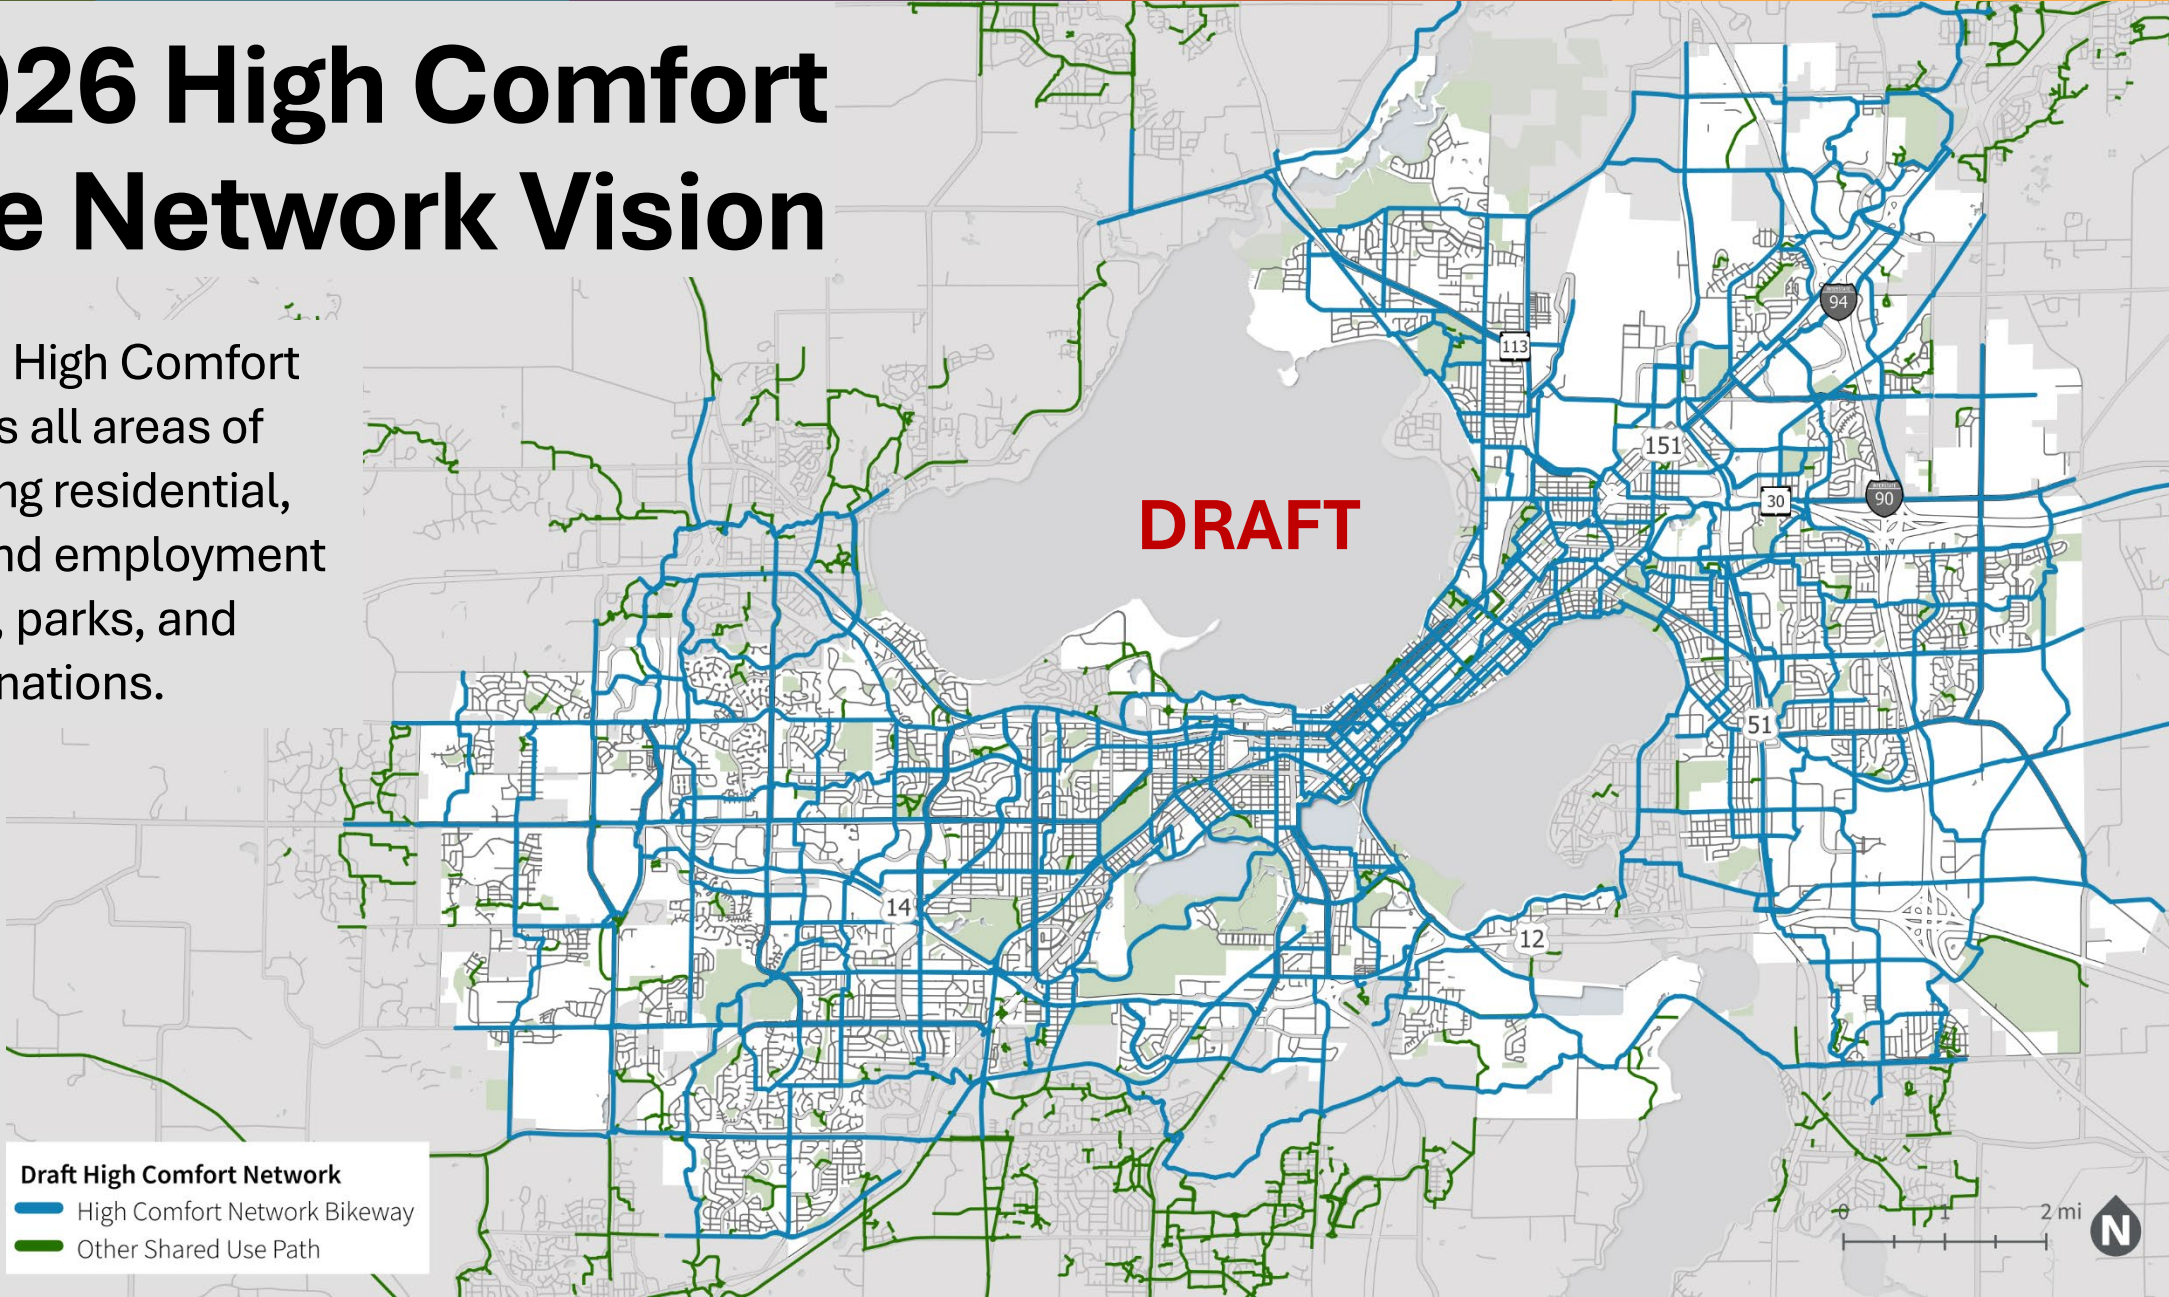 026 High Comfort
e Network Vision
High Comfort
s all areas of
ng residential,
nd employment
, parks, and
nations.
DRAFT
94
113
151
30
90
51
14
12
Draft High Comfort Network
High Comfort Network Bikeway
Other Shared Use Path
0 1 2 mi
N